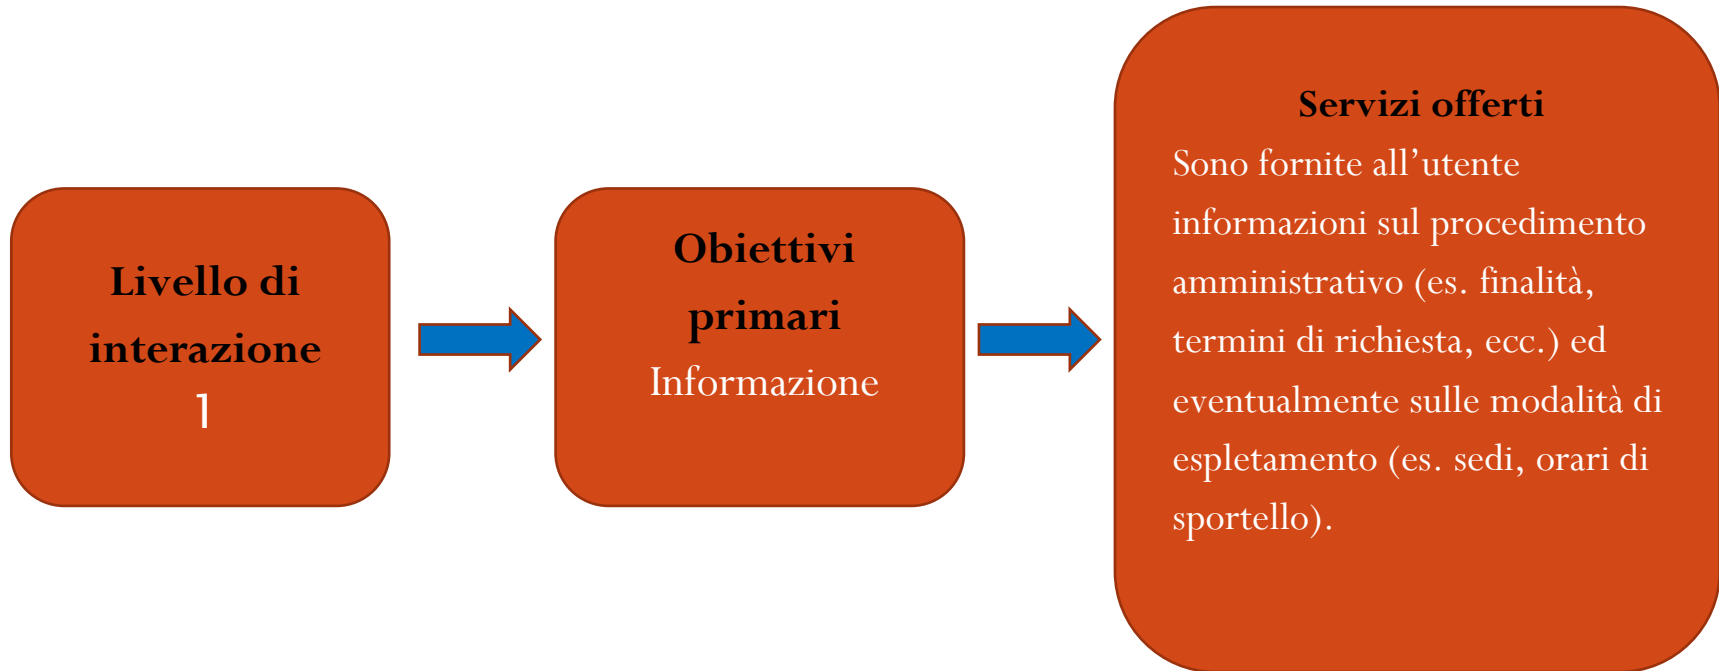 Livello di
interazione
1
Obiettivi
primari
Informazione
Servizi offerti
Sono fornite all’utente
informazioni sul procedimento
amministrativo (es. finalità,
termini di richiesta, ecc.) ed
eventualmente sulle modalità di
espletamento (es. sedi, orari di
sportello).